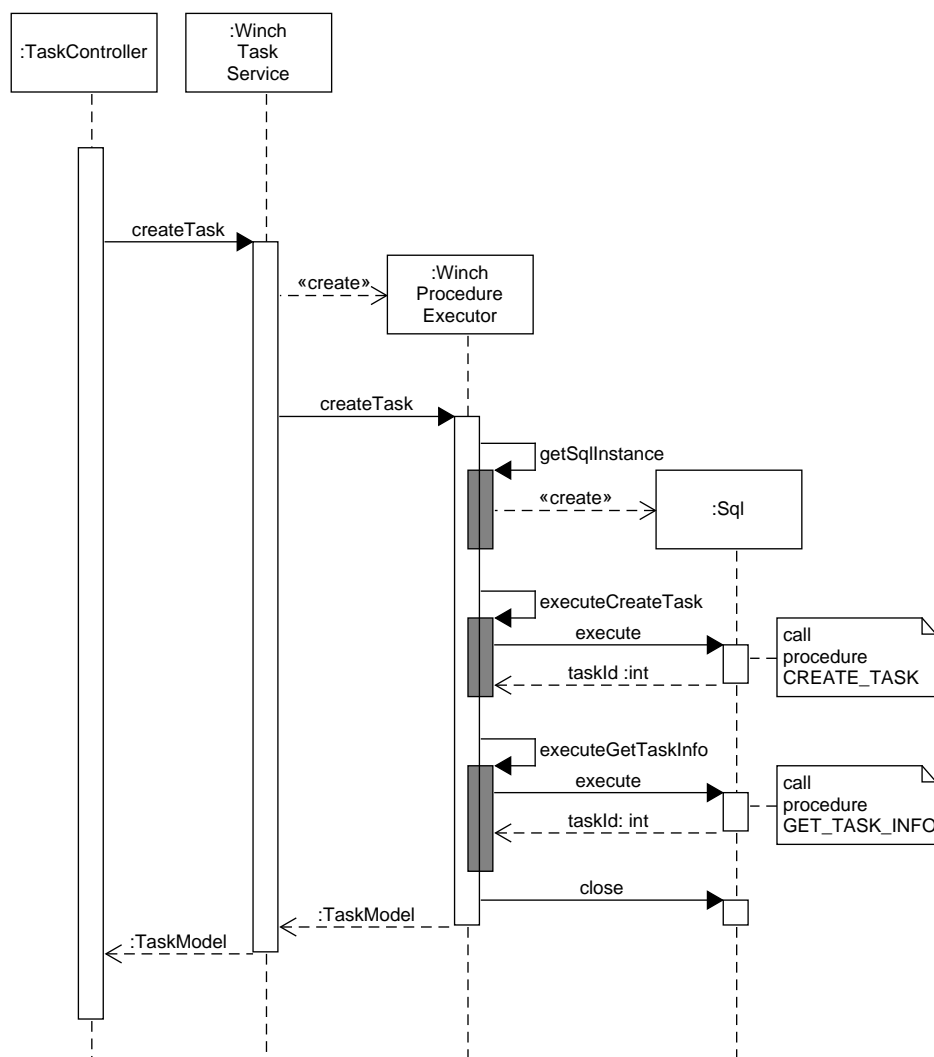 :TaskController
:Winch
Task
Service
createTask
«create»
:Winch
Procedure
Executor
createTask
getSqlInstance
«create»
:Sql
executeCreateTask
execute
call
procedure
CREATE_TASK
taskId :int
executeGetTaskInfo
execute
call
procedure
GET_TASK_INFO
taskId: int
close
:TaskModel
:TaskModel